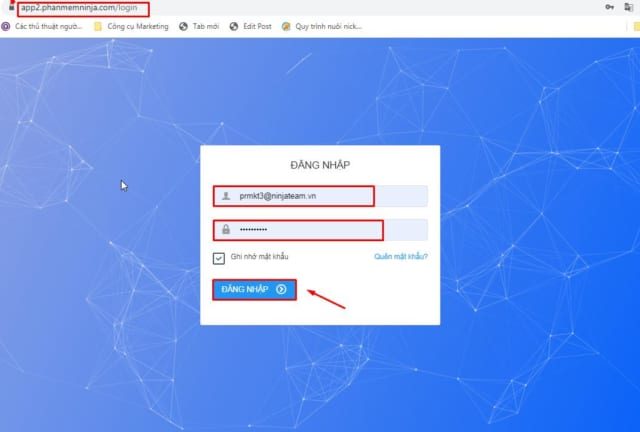 app2.phanmemninja.com/login
Các thủ thuật ngườ... Công cụ Marketing Tab mới Edit Post Quy trình nuôi nick...
ĐĂNG NHẬP
prmkt3@ninjateam.vn
••••••••••
Ghi nhớ mật khẩu Quên mật khẩu?
ĐĂNG NHẬP